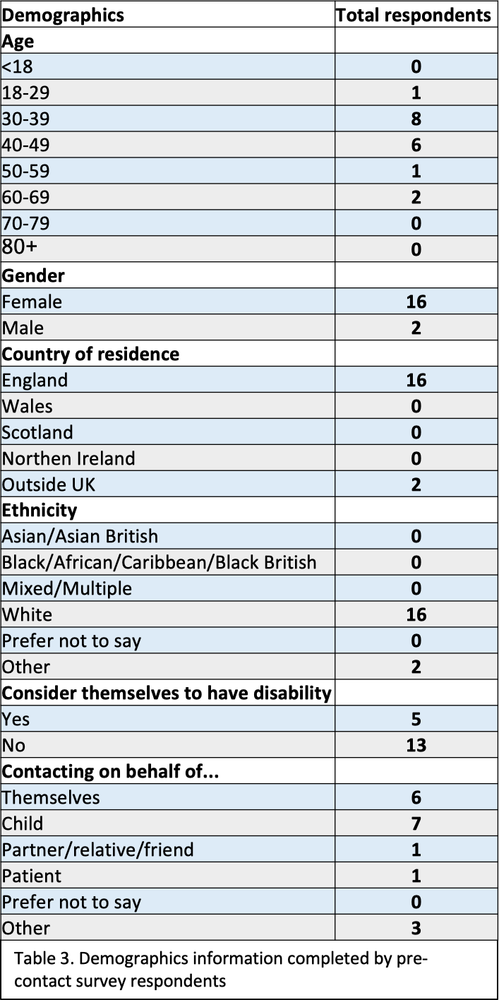 Demographics Total respondents
Age
<18 0
18-29 1
30-39 8
40-49 6
50-59 1
60-69 2
70-79 0
80+ 0
Gender
Female 16
Male 2
Country of residence
England 16
Wales 0
Scotland 0
Northen Ireland 0
Outside UK 2
Ethnicity
Asian/Asian British 0
Black/African/Caribbean/Black British 0
Mixed/Multiple 0
White 16
Prefer not to say 0
Other 2
Consider themselves to have disability
Yes 5
No 13
Contacting on behalf of...
Themselves 6
Child 7
Partner/relative/friend 1
Patient 1
Prefer not to say 0
Other 3
Table 3. Demographics information completed by pre-
contact survey respondents